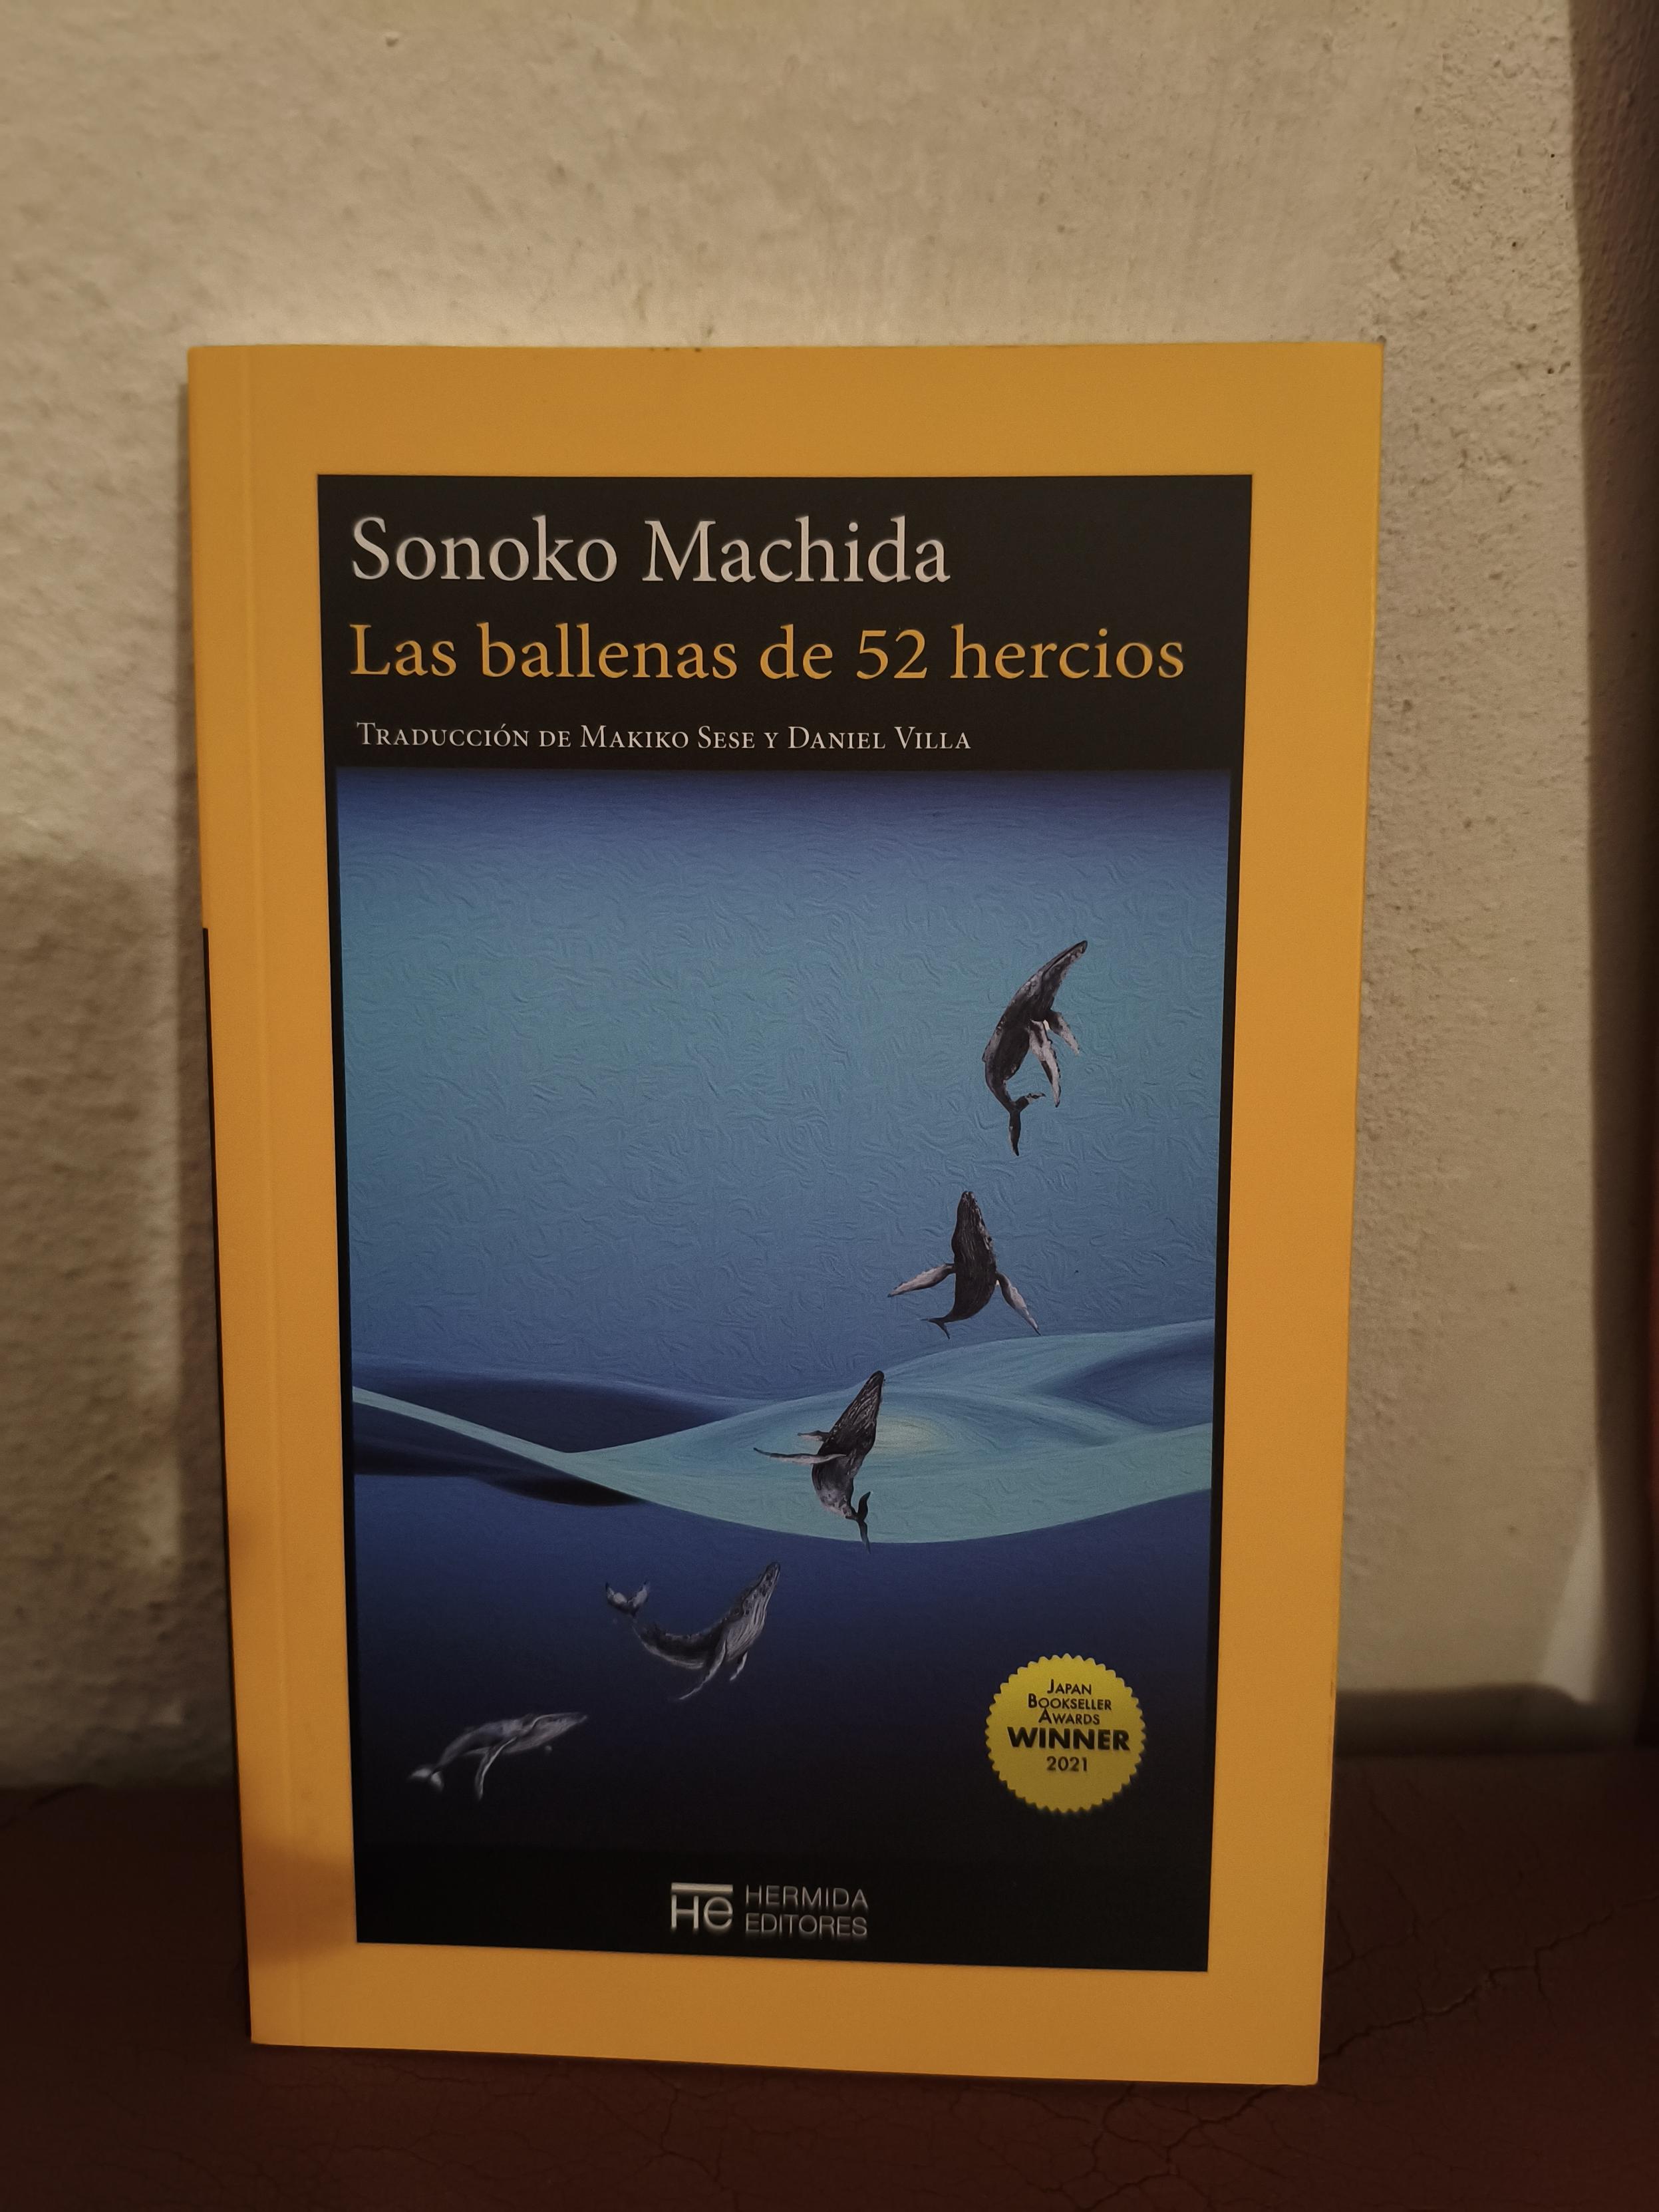 Sonoko Machida
Las ballenas de 52 hercios
Traducción de Makiko Sese y Daniel Villa
Japan
Bookseller
Awards
WINNER
2021
He HERMIDA
EDITORES